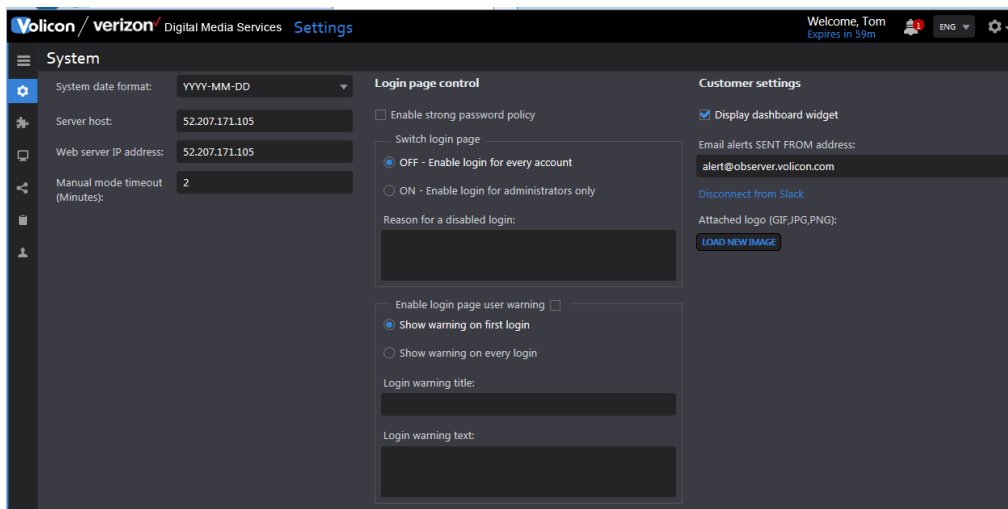 Volicon / verizon✓ Digital Media Services Settings
Welcome, Tom
Expires in 59m
1
ENG
System
System date format: YYYY-MM-DD
Server host: 52.207.171.105
Web server IP address: 52.207.171.105
Manual mode timeout (Minutes): 2
Login page control
Enable strong password policy
Switch login page
OFF - Enable login for every account
ON - Enable login for administrators only
Reason for a disabled login:
Enable login page user warning
Show warning on first login
Show warning on every login
Login warning title:
Login warning text:
Customer settings
Display dashboard widget
Email alerts SENT FROM address:
alert@observer.volicon.com
Disconnect from Slack
Attached logo (GIF,JPG,PNG):
LOAD NEW IMAGE